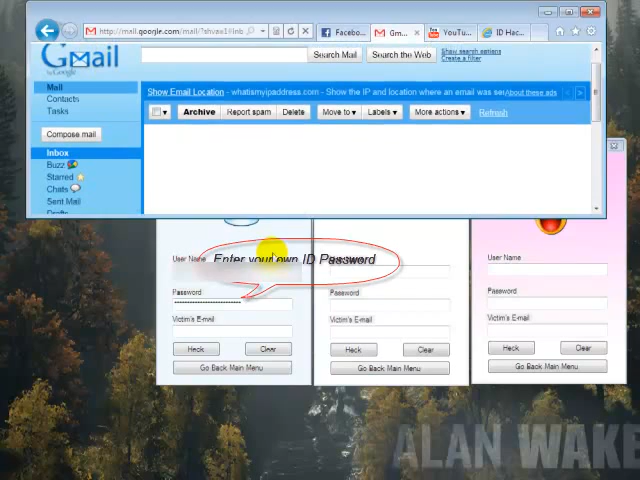 http://mail.google.com/mail/?shva=1#inb
Facebo...
Gm...
YouTu...
ID Hac...
Gmail
by Google
Search Mail
Search the Web
Show search options
Create a filter
Mail
Contacts
Tasks
Compose mail
Inbox
Buzz
Starred
Chats
Sent Mail
Drafts
Show Email Location - whatismyipaddress.com - Show the IP and location where an email was se
About these ads
< >
Archive Report spam Delete Move to Labels More actions Refresh
Enter your own ID Password
User Name
Password
Victim's E-mail
Hack Clear
Go Back Main Menu
Password
Victim's E-mail
Hack Clear
Go Back Main Menu
User Name
Password
Victim's E-mail
Hack Clear
Go Back Main Menu
ALAN WAKE